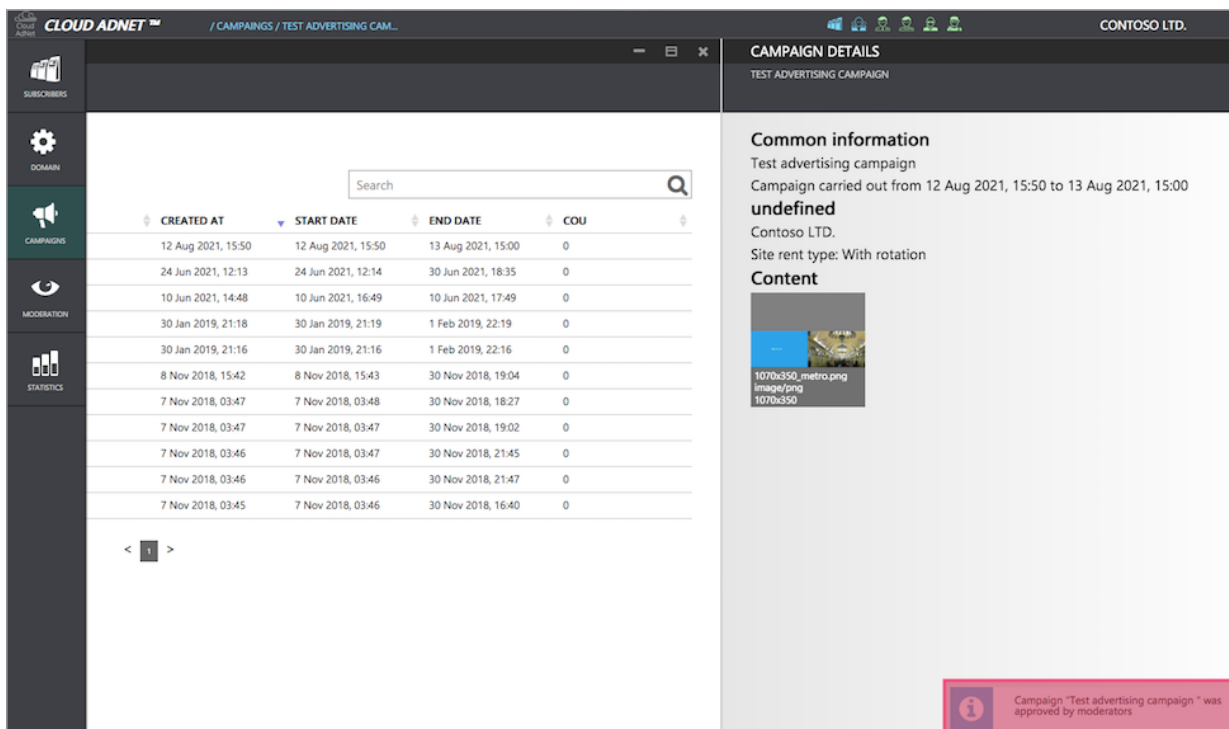 Cloud
AdNet
CLOUD ADNET ™
/ CAMPAINGS / TEST ADVERTISING CAM...
CONTOSO LTD.
SUBSCRIBERS
DOMAIN
CAMPAIGNS
MODERATION
STATISTICS
Search
CREATED AT START DATE END DATE COU
12 Aug 2021, 15:50 12 Aug 2021, 15:50 13 Aug 2021, 15:00 0
24 Jun 2021, 12:13 24 Jun 2021, 12:14 30 Jun 2021, 18:35 0
10 Jun 2021, 14:48 10 Jun 2021, 16:49 10 Jun 2021, 17:49 0
30 Jan 2019, 21:18 30 Jan 2019, 21:19 1 Feb 2019, 22:19 0
30 Jan 2019, 21:16 30 Jan 2019, 21:16 1 Feb 2019, 22:16 0
8 Nov 2018, 15:42 8 Nov 2018, 15:43 30 Nov 2018, 19:04 0
7 Nov 2018, 03:47 7 Nov 2018, 03:48 30 Nov 2018, 18:27 0
7 Nov 2018, 03:47 7 Nov 2018, 03:47 30 Nov 2018, 19:02 0
7 Nov 2018, 03:46 7 Nov 2018, 03:47 30 Nov 2018, 21:45 0
7 Nov 2018, 03:46 7 Nov 2018, 03:46 30 Nov 2018, 21:47 0
7 Nov 2018, 03:45 7 Nov 2018, 03:46 30 Nov 2018, 16:40 0
< 1 >
CAMPAIGN DETAILS
TEST ADVERTISING CAMPAIGN
Common information
Test advertising campaign
Campaign carried out from 12 Aug 2021, 15:50 to 13 Aug 2021, 15:00
undefined
Contoso LTD.
Site rent type: With rotation
Content
1070x350_metro.png
image/png
1070x350
Campaign "Test advertising campaign " was
approved by moderators